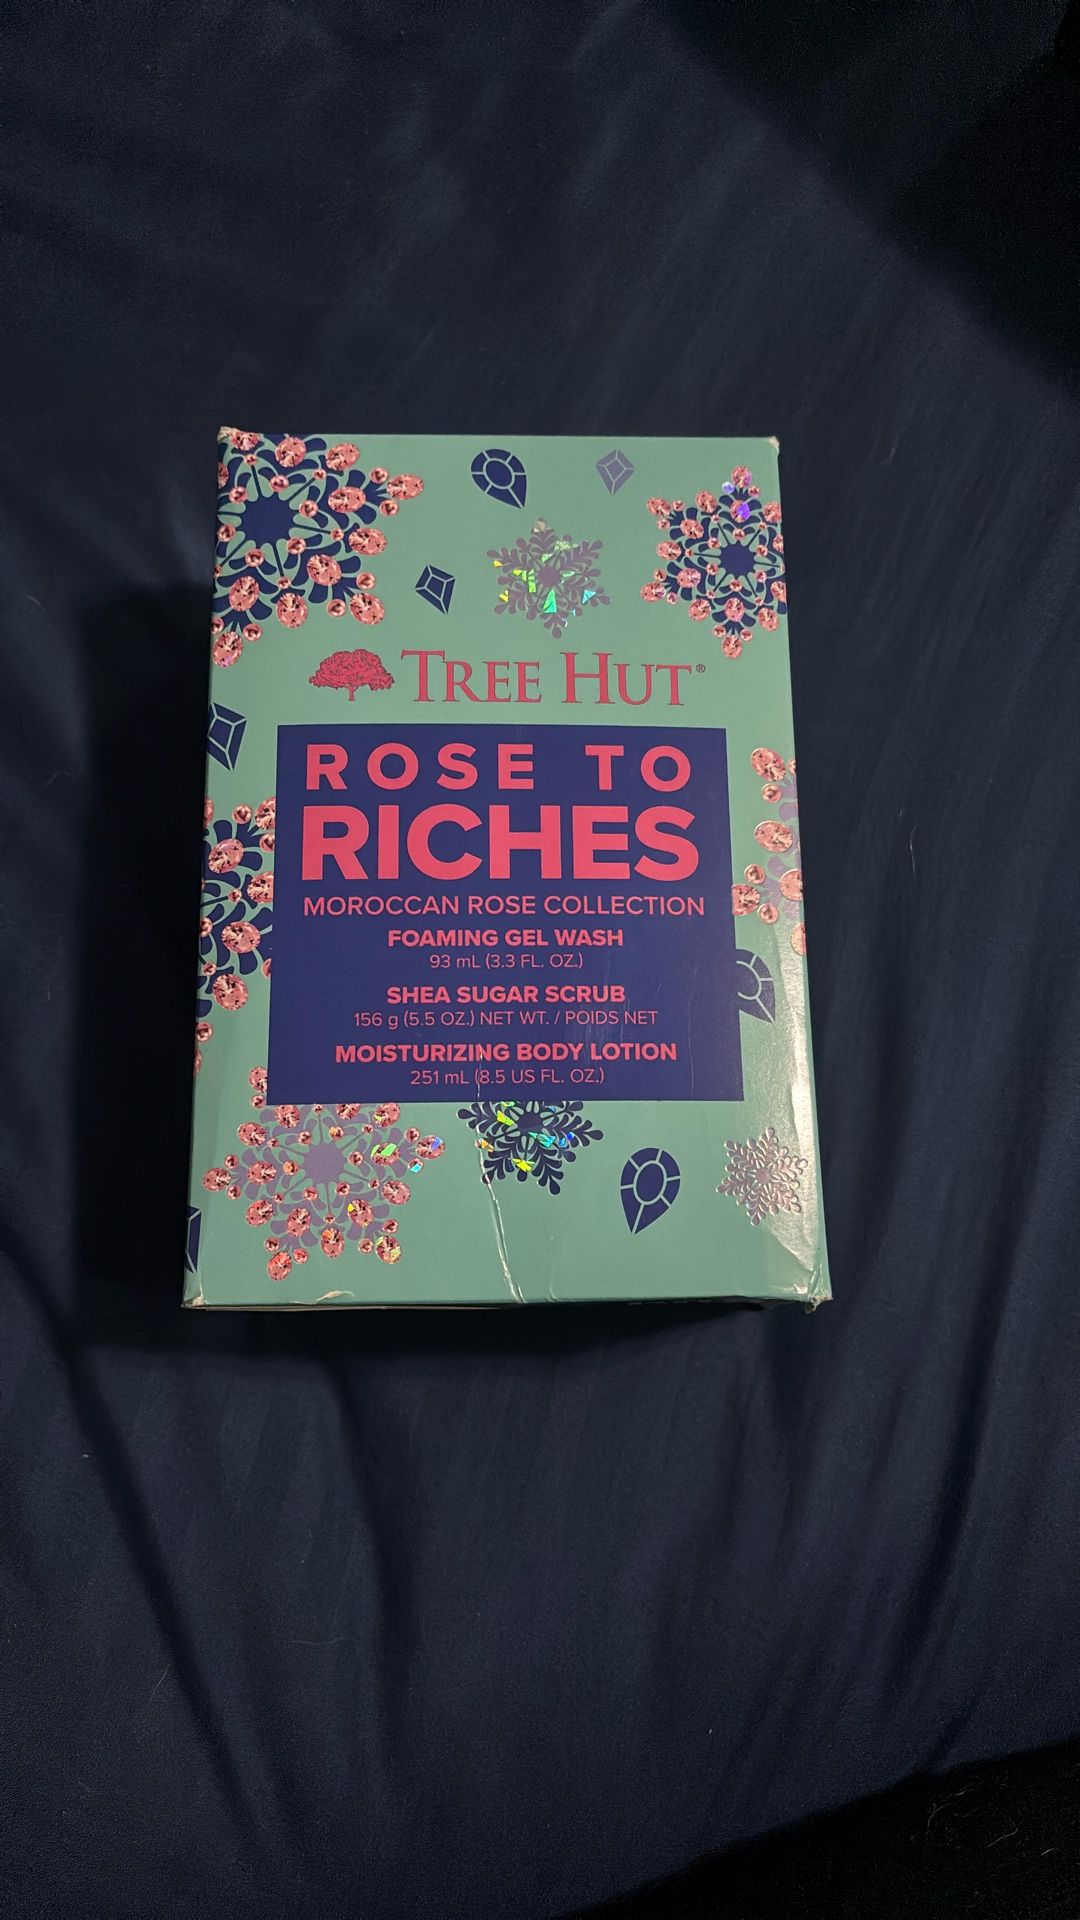 TREE HUT®
ROSE TO
RICHES
MOROCCAN ROSE COLLECTION
FOAMING GEL WASH
93 mL (3.3 FL. OZ.)
SHEA SUGAR SCRUB
156 g (5.5 OZ.) NET WT. / POIDS NET
MOISTURIZING BODY LOTION
251 mL (8.5 US FL. OZ.)